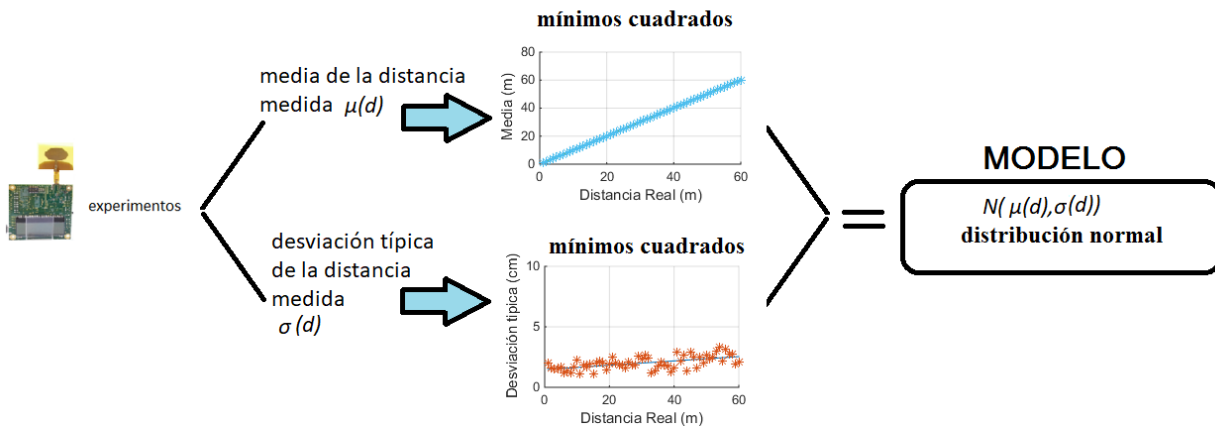 experimentos
media de la distancia
medida μ(d)
mínimos cuadrados
Media (m)
80
60
40
20
0
0 20 40 60
Distancia Real (m)
desviación típica
de la distancia
medida
σ(d)
mínimos cuadrados
Desviación típica (cm)
10
5
0
0 20 40 60
Distancia Real (m)
MODELO
N( μ(d),σ(d))
distribución normal